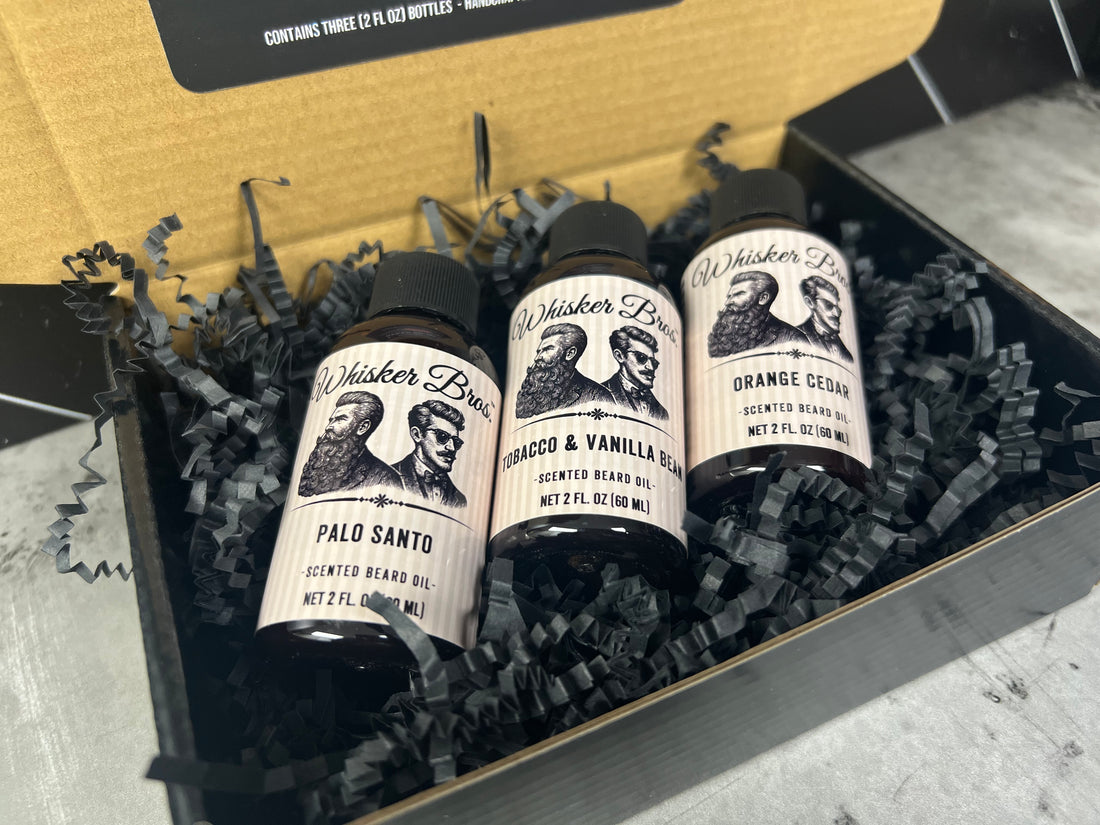 CONTAINS THREE (2 FL OZ) BOTTLES -
Whisker Bros.
PALO SANTO
-SCENTED BEARD OIL-
NET 2 FL. ML)
Whisker Bros.
TOBACCO & VANILLA BEAN
-SCENTED BEARD OIL-
NET 2 FL. OZ (60 ML)
Whisker Bros.
ORANGE CEDAR
-SCENTED BEARD OIL-
NET 2 FL. OZ (60 ML)